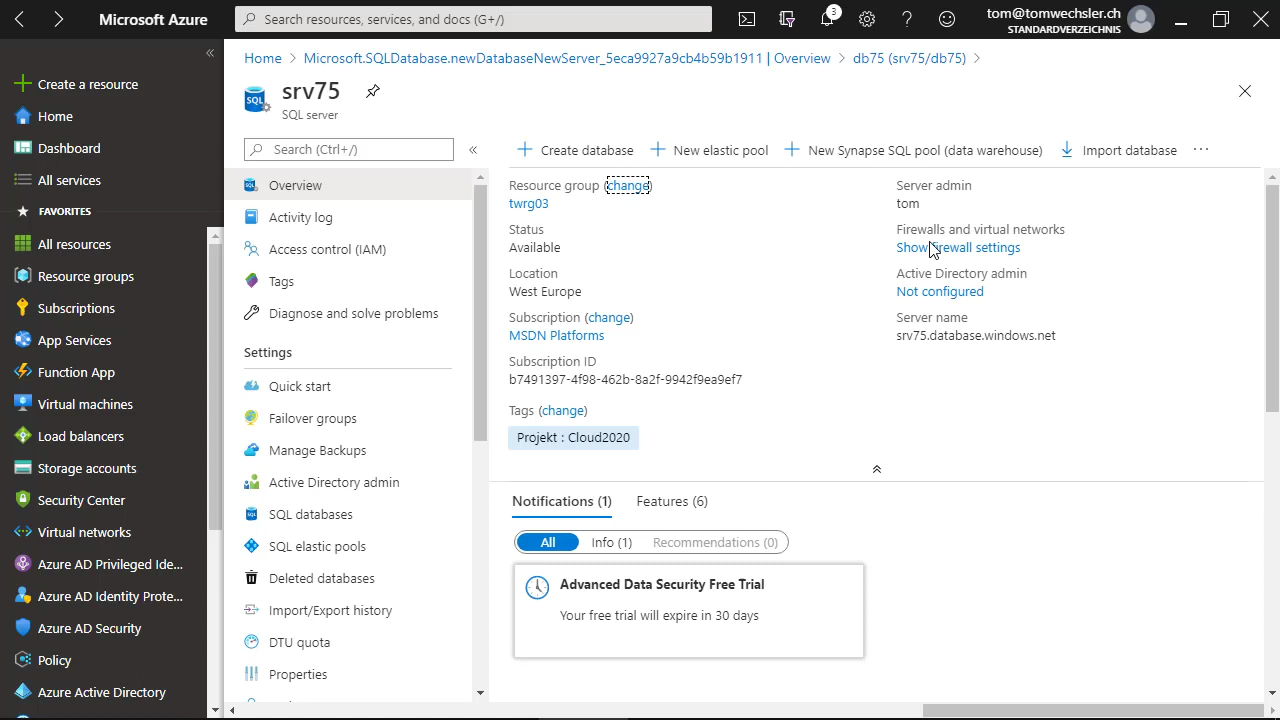 Microsoft Azure
Search resources, services, and docs (G+/)
3
tom@tomwechsler.ch
STANDARDVERZEICHNIS
Create a resource
Home
Dashboard
All services
FAVORITES
All resources
Resource groups
Subscriptions
App Services
Function App
Virtual machines
Load balancers
Storage accounts
Security Center
Virtual networks
Azure AD Privileged Ide...
Azure AD Identity Prote...
Azure AD Security
Policy
Azure Active Directory
Home > Microsoft.SQLDatabase.newDatabaseNewServer_5eca9927a9cb4b59b1911 | Overview > db75 (srv75/db75) >
SQL
srv75
SQL server
Search (Ctrl+/)
Overview
Activity log
Access control (IAM)
Tags
Diagnose and solve problems
Settings
Quick start
Failover groups
Manage Backups
Active Directory admin
SQL databases
SQL elastic pools
Deleted databases
Import/Export history
DTU quota
Properties
Create database
New elastic pool
New Synapse SQL pool (data warehouse)
Import database
...
Resource group (change)
twrg03
Status
Available
Location
West Europe
Subscription (change)
MSDN Platforms
Subscription ID
b7491397-4f98-462b-8a2f-9942f9ea9ef7
Tags (change)
Projekt : Cloud2020
Server admin
tom
Firewalls and virtual networks
Show firewall settings
Active Directory admin
Not configured
Server name
srv75.database.windows.net
Notifications (1)
Features (6)
All
Info (1)
Recommendations (0)
Advanced Data Security Free Trial
Your free trial will expire in 30 days